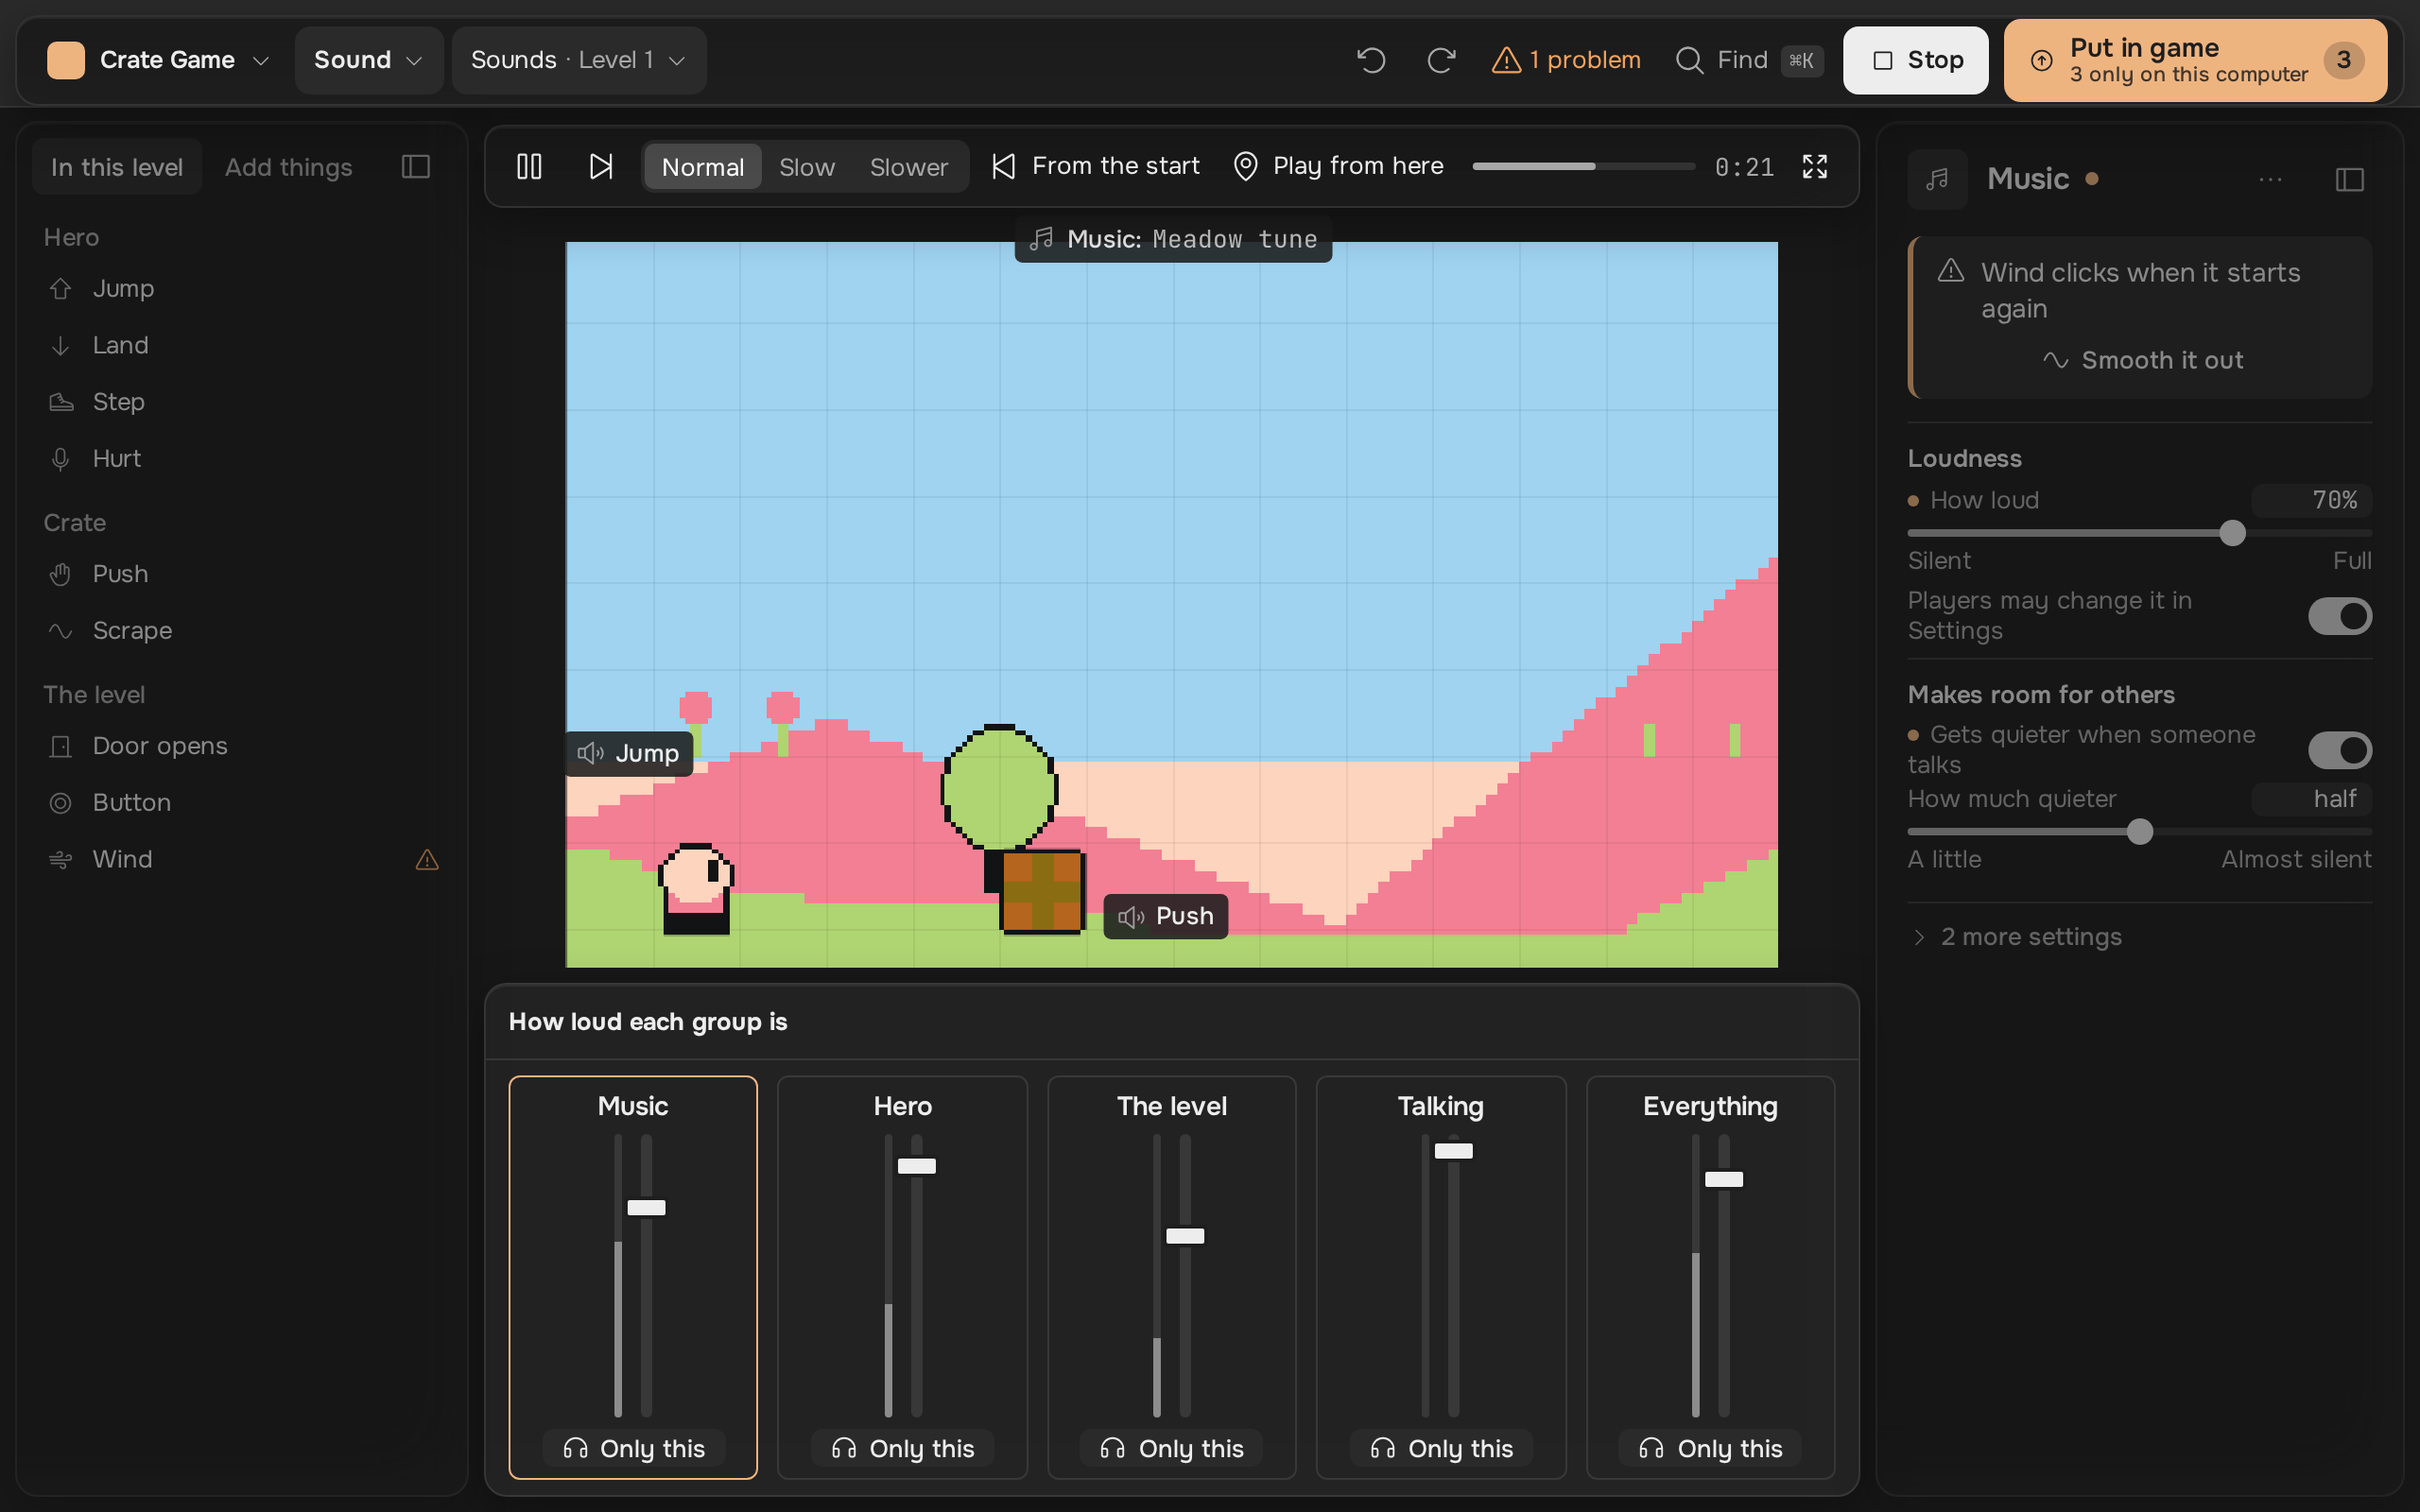 Crate Game
Sound
Sounds · Level 1
1 problem
Find ⌘K
Stop
Put in game
3 only on this computer
3
In this level
Add things
Hero
Jump
Land
Step
Hurt
Crate
Push
Scrape
The level
Door opens
Button
Wind
Normal
Slow
Slower
From the start
Play from here
0:21
Music: Meadow tune
Jump
Push
How loud each group is
Music
Hero
The level
Talking
Everything
Only this
Only this
Only this
Only this
Only this
Music
Wind clicks when it starts
again
Smooth it out
Loudness
How loud
70%
Silent
Full
Players may change it in
Settings
Makes room for others
Gets quieter when someone
talks
How much quieter
half
A little
Almost silent
2 more settings